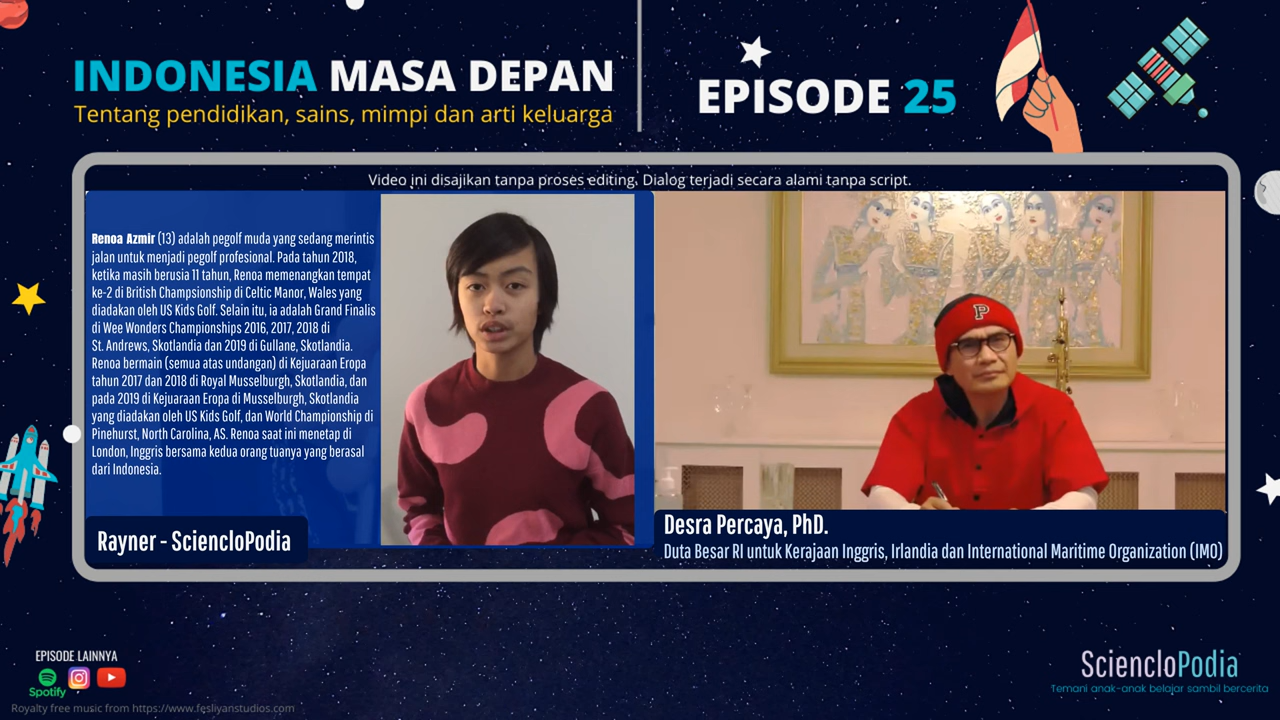 INDONESIA MASA DEPAN
Tentang pendidikan, sains, mimpi dan arti keluarga
EPISODE 25
Video ini disajikan tanpa proses editing. Dialog terjadi secara alami tanpa script.
Renoa Azmir (13) adalah pegolf muda yang sedang merintis
jalan untuk menjadi pegolf profesional. Pada tahun 2018,
ketika masih berusia 11 tahun, Renoa memenangkan tempat
ke-2 di British Champsionship di Celtic Manor, Wales yang
diadakan oleh US Kids Golf. Selain itu, ia adalah Grand Finalis
di Wee Wonders Championships 2016, 2017, 2018 di
St. Andrews, Skotlandia dan 2019 di Gullane, Skotlandia.
Renoa bermain (semua atas undangan) di Kejuaraan Eropa
tahun 2017 dan 2018 di Royal Musselburgh, Skotlandia, dan
pada 2019 di Kejuaraan Eropa di Musselburgh, Skotlandia
yang diadakan oleh US Kids Golf, dan World Championship di
Pinehurst, North Carolina, AS. Renoa saat ini menetap di
London, Inggris bersama kedua orang tuanya yang berasal
dari Indonesia.
P
Rayner - SciencloPodia
Desra Percaya, PhD.
Duta Besar RI untuk Kerajaan Inggris, Irlandia dan International Maritime Organization (IMO)
EPISODE LAINNYA
Spotify
Royalty free music from https://www.fesliyanstudios.com
SciencloPodia
Temani anak-anak belajar sambil bercerita